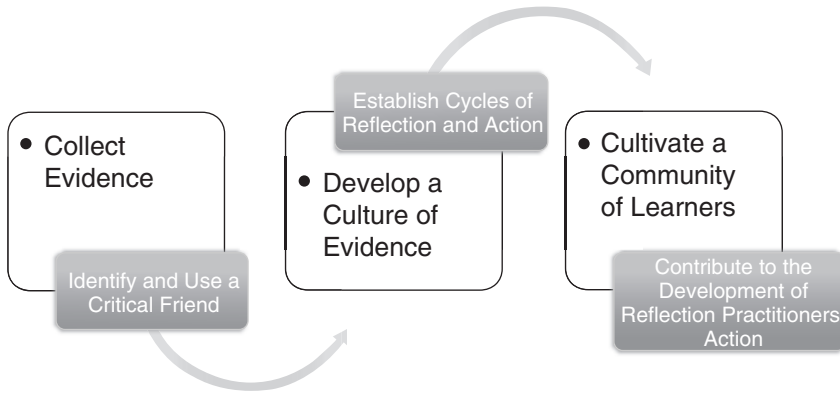 • Collect
Evidence
Identify and Use a
Critical Friend
Establish Cycles of
Reflection and Action
• Develop a
Culture of
Evidence
• Cultivate a
Community
of Learners
Contribute to the
Development of
Reflection Practitioners
Action